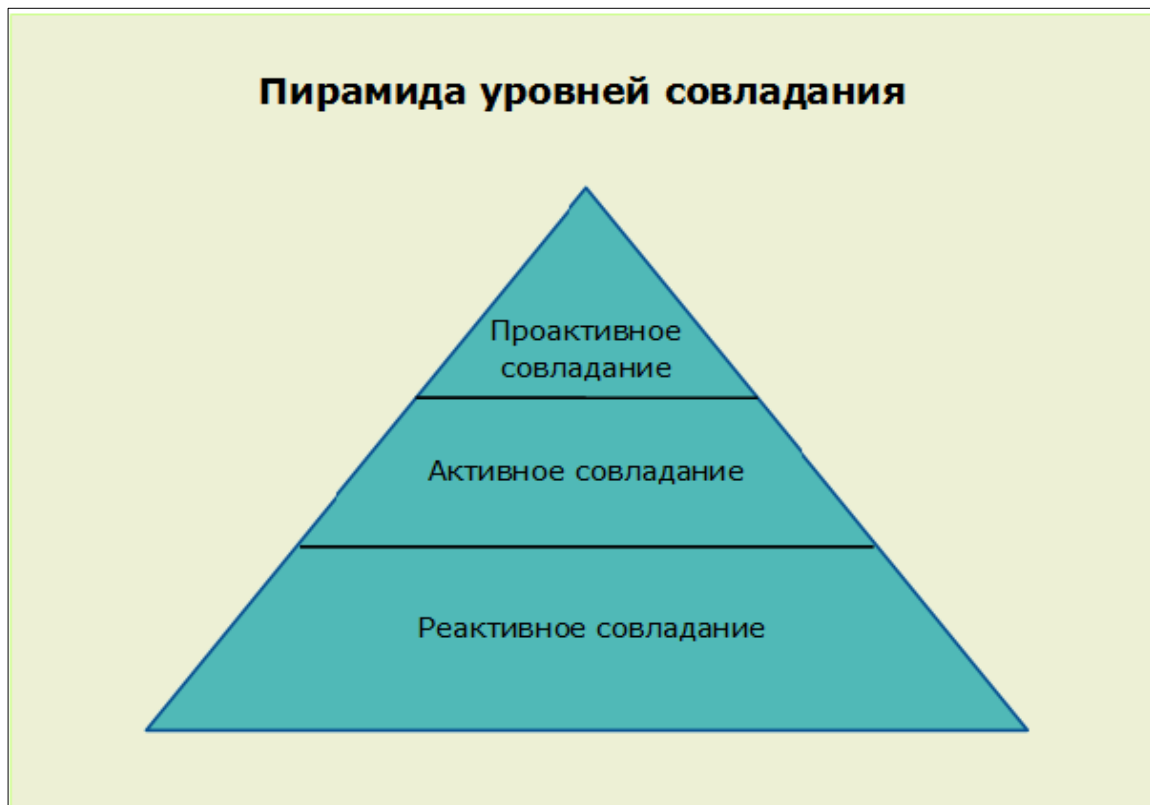 Пирамида уровней совладания
Проактивное
совладание
Активное совладание
Реактивное совладание